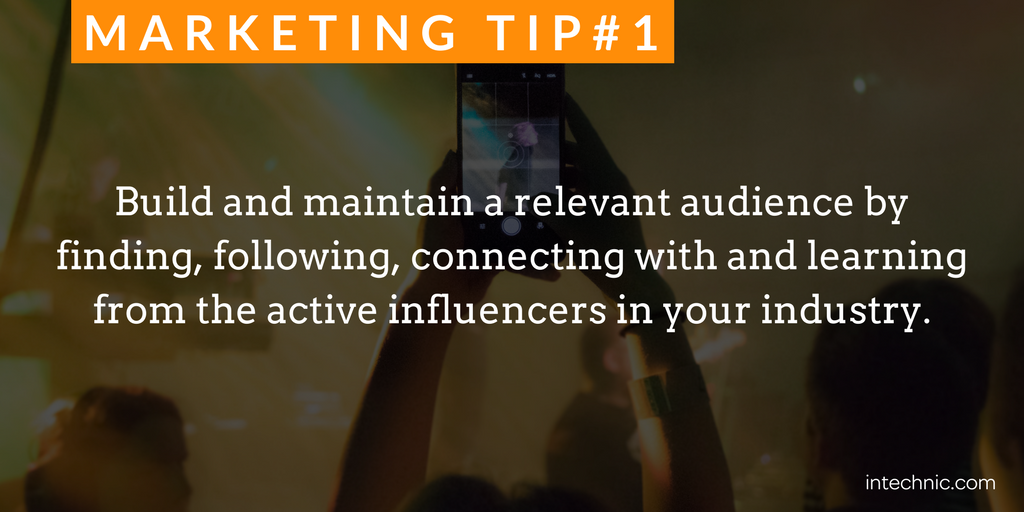 MARKETING TIP#1
Build and maintain a relevant audience by
finding, following, connecting with and learning
from the active influencers in your industry.
intechnic.com